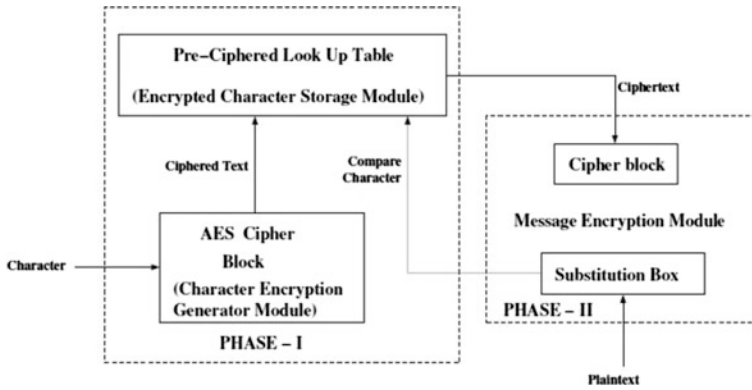 Pre-Ciphered Look Up Table
(Encrypted Character Storage Module)
Ciphertext
Ciphered Text
Compare
Character
Cipher block
Message Encryption Module
AES Cipher
Block
(Character Encryption
Generator Module)
Character
Substitution Box
PHASE - II
PHASE - I
Plaintext